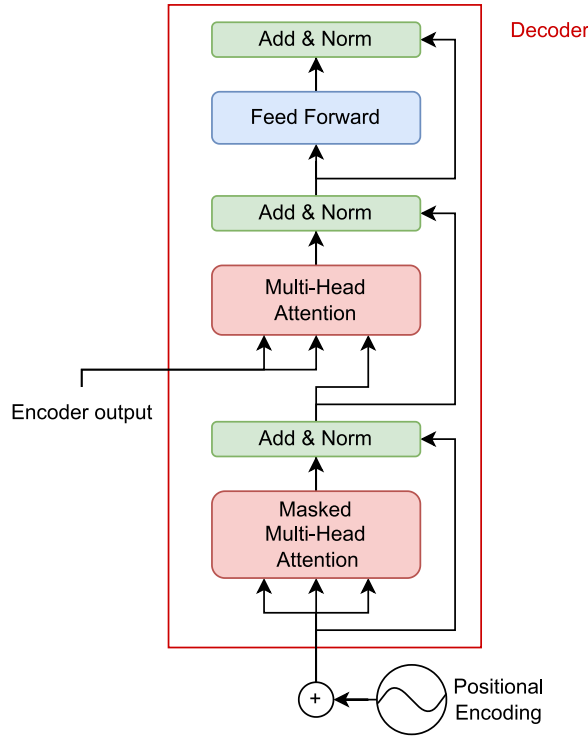 Decoder
Add & Norm
Feed Forward
Add & Norm
Multi-Head
Attention
Encoder output
Add & Norm
Masked
Multi-Head
Attention
+
Positional
Encoding